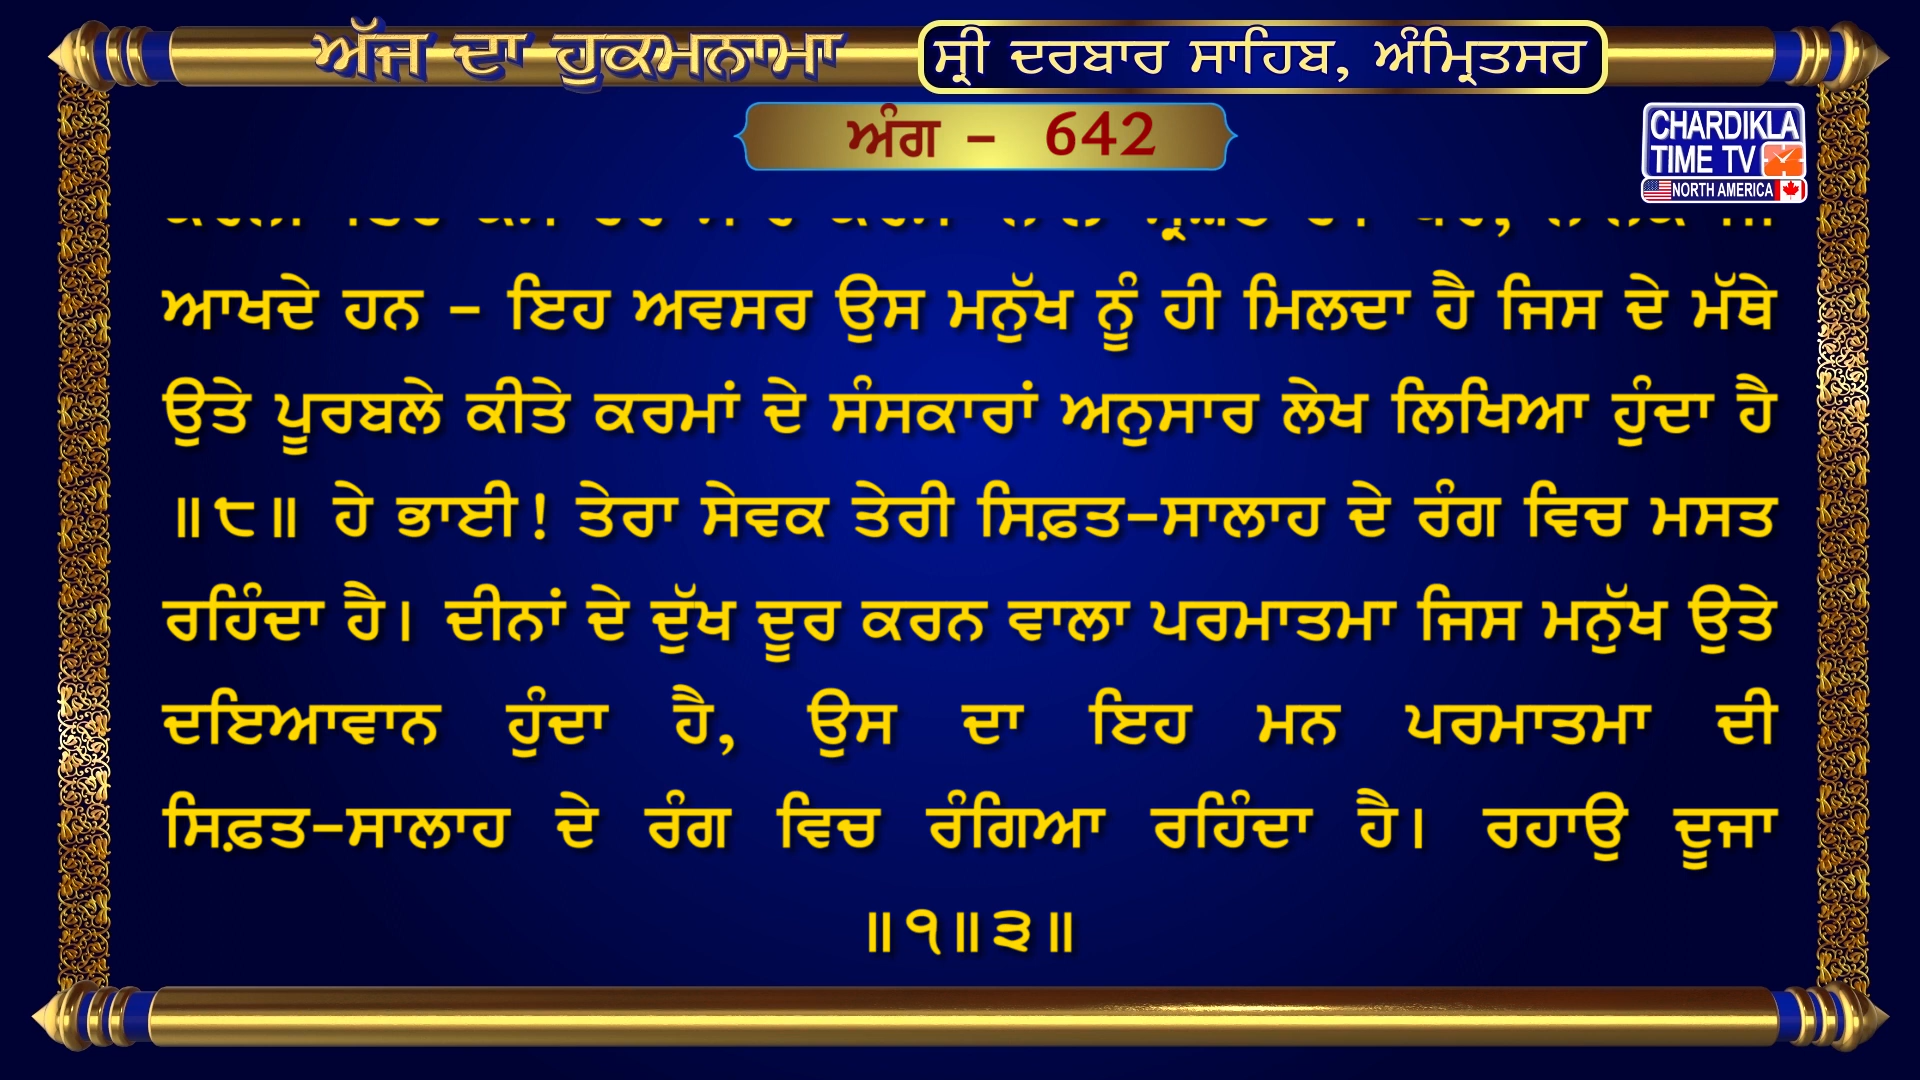 ਅੱਜ ਦਾ ਹੁਕਮਨਾਮਾ
ਸ੍ਰੀ ਦਰਬਾਰ ਸਾਹਿਬ, ਅੰਮ੍ਰਿਤਸਰ
ਅੰਗ - 642
CHARDIKLA
TIME TV
NORTH AMERICA
ਆਖਦੇ ਹਨ - ਇਹ ਅਵਸਰ ਉਸ ਮਨੁੱਖ ਨੂੰ ਹੀ ਮਿਲਦਾ ਹੈ ਜਿਸ ਦੇ ਮੱਥੇ
ਉਤੇ ਪੂਰਬਲੇ ਕੀਤੇ ਕਰਮਾਂ ਦੇ ਸੰਸਕਾਰਾਂ ਅਨੁਸਾਰ ਲੇਖ ਲਿਖਿਆ ਹੁੰਦਾ ਹੈ
॥੮॥ ਹੇ ਭਾਈ! ਤੇਰਾ ਸੇਵਕ ਤੇਰੀ ਸਿਫ਼ਤ-ਸਾਲਾਹ ਦੇ ਰੰਗ ਵਿਚ ਮਸਤ
ਰਹਿੰਦਾ ਹੈ। ਦੀਨਾਂ ਦੇ ਦੁੱਖ ਦੂਰ ਕਰਨ ਵਾਲਾ ਪਰਮਾਤਮਾ ਜਿਸ ਮਨੁੱਖ ਉਤੇ
ਦਇਆਵਾਨ ਹੁੰਦਾ ਹੈ, ਉਸ ਦਾ ਇਹ ਮਨ ਪਰਮਾਤਮਾ ਦੀ
ਸਿਫ਼ਤ-ਸਾਲਾਹ ਦੇ ਰੰਗ ਵਿਚ ਰੰਗਿਆ ਰਹਿੰਦਾ ਹੈ। ਰਹਾਉ ਦੂਜਾ
॥੧॥੩॥